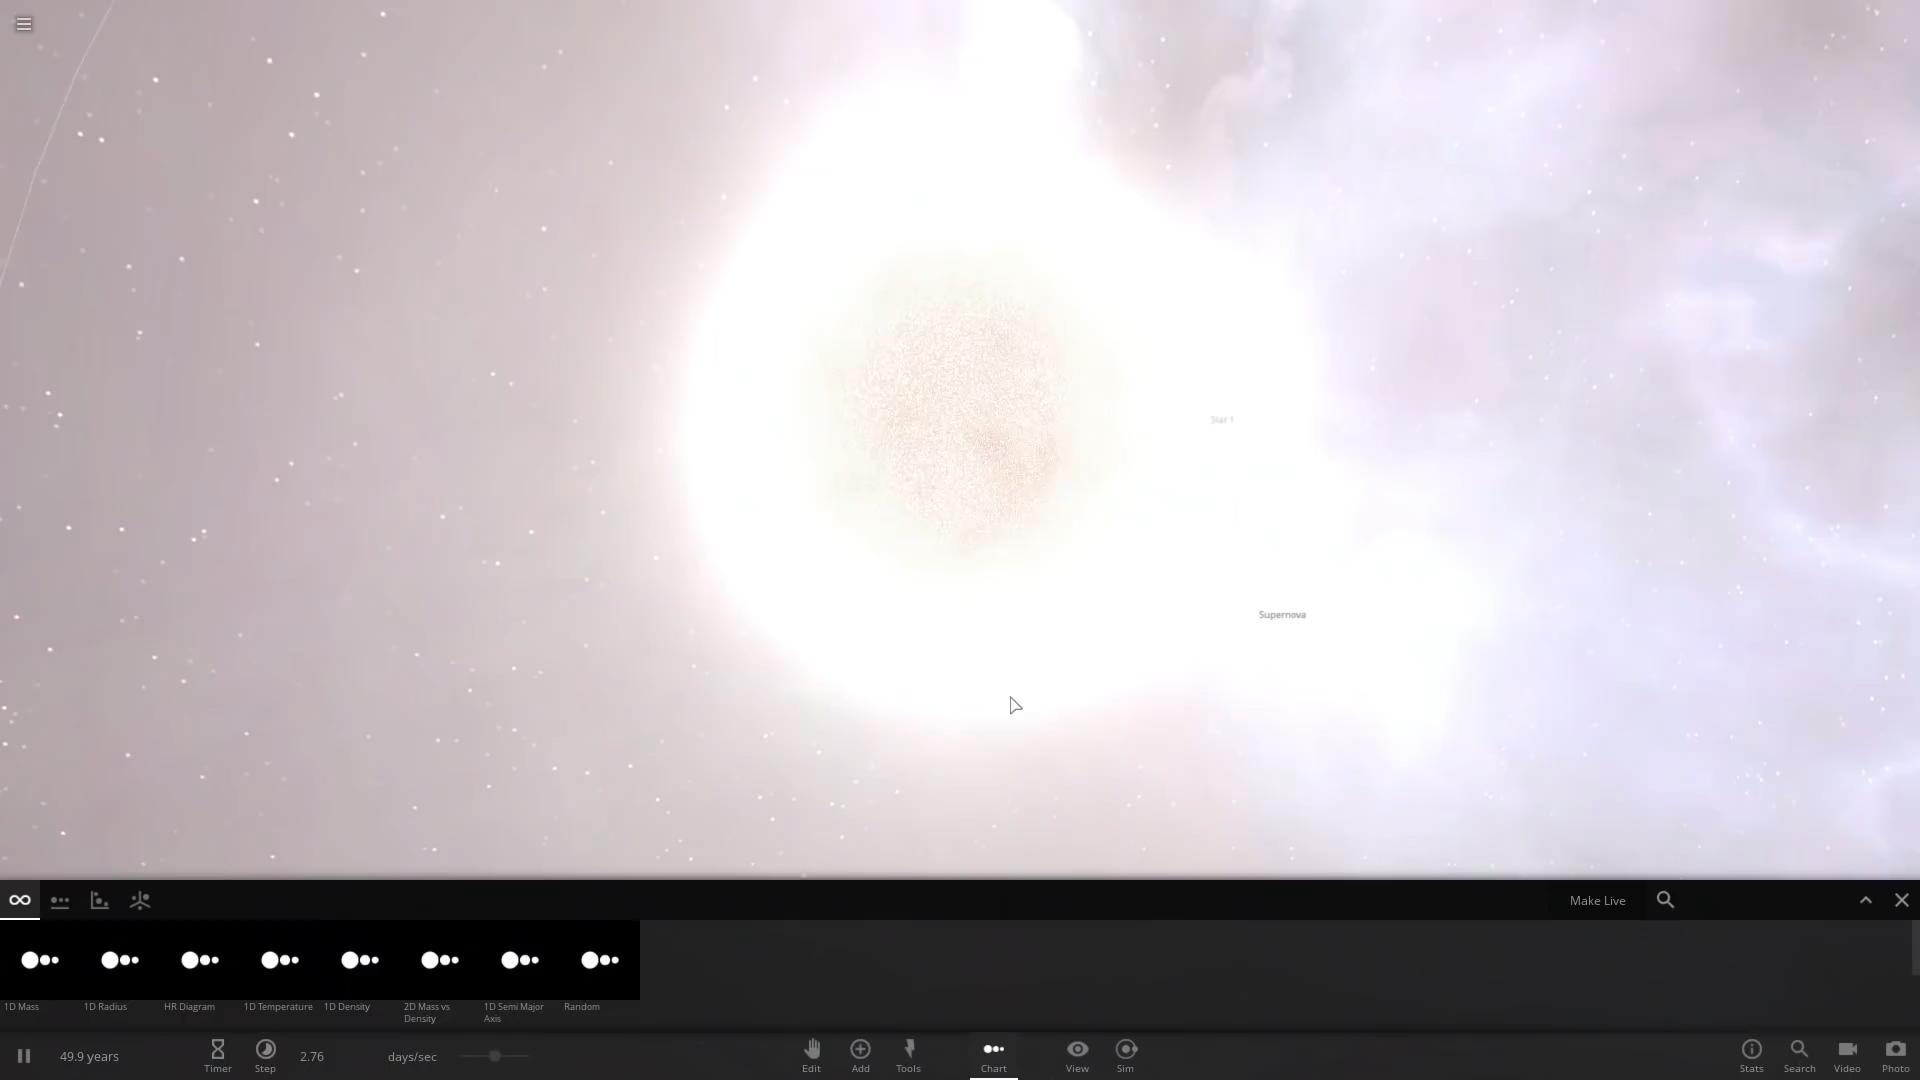 Star 1
Supernova
Make Live
1D Mass
1D Radius
HR Diagram
1D Temperature
1D Density
2D Mass vs
Density
1D Semi Major
Axis
Random
49.9 years
Timer
Step
2.76
days/sec
Edit
Add
Tools
Chart
View
Sim
Stats
Search
Video
Photo